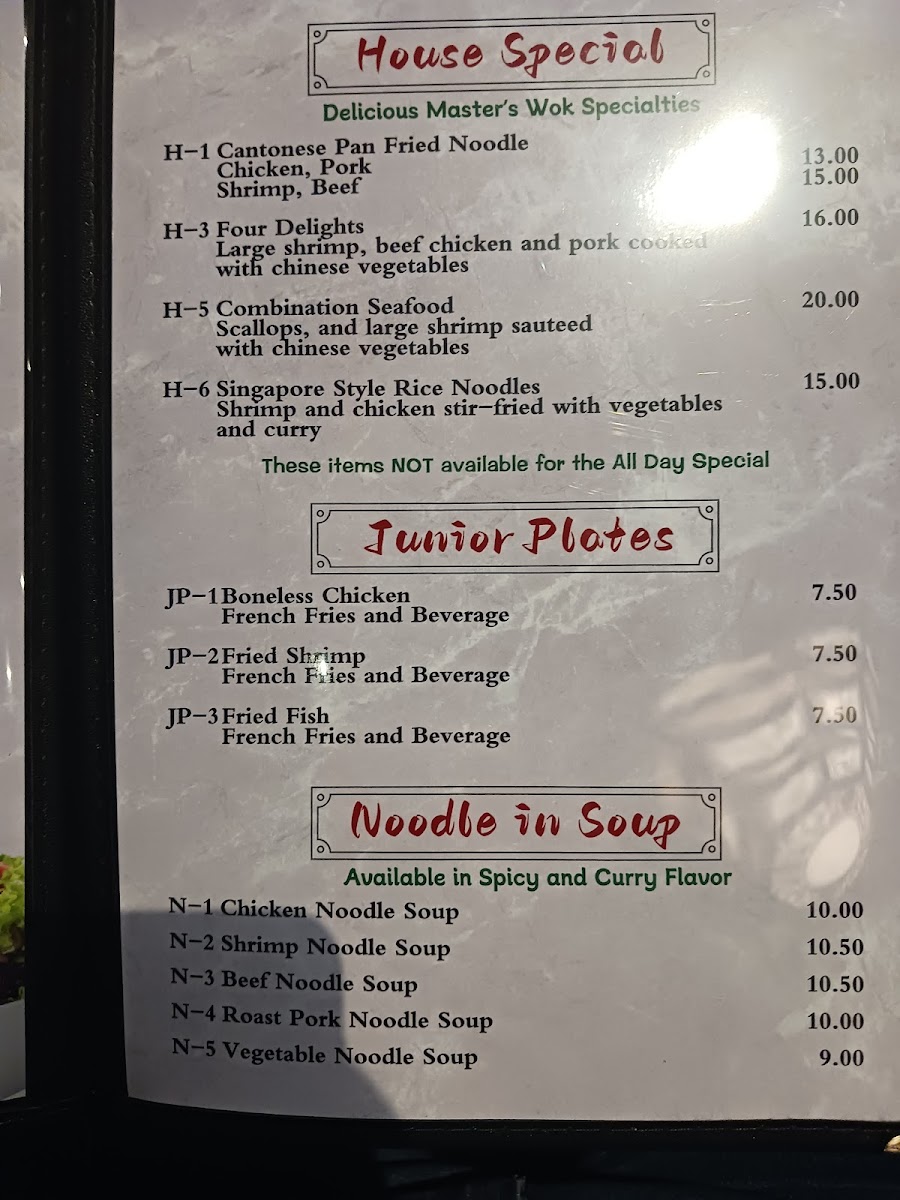 House Special
Delicious Master's Wok Specialties
H-1 Cantonese Pan Fried Noodle
Chicken, Pork 13.00
Shrimp, Beef 15.00
H-3 Four Delights 16.00
Large shrimp, beef chicken and pork cooked
with chinese vegetables
H-5 Combination Seafood 20.00
Scallops, and large shrimp sauteed
with chinese vegetables
H-6 Singapore Style Rice Noodles 15.00
Shrimp and chicken stir-fried with vegetables
and curry
These items NOT available for the All Day Special
Junior Plates
JP-1 Boneless Chicken 7.50
French Fries and Beverage
JP-2 Fried Shrimp 7.50
French Fries and Beverage
JP-3 Fried Fish 7.50
French Fries and Beverage
Noodle in Soup
Available in Spicy and Curry Flavor
N-1 Chicken Noodle Soup 10.00
N-2 Shrimp Noodle Soup 10.50
N-3 Beef Noodle Soup 10.50
N-4 Roast Pork Noodle Soup 10.00
N-5 Vegetable Noodle Soup 9.00